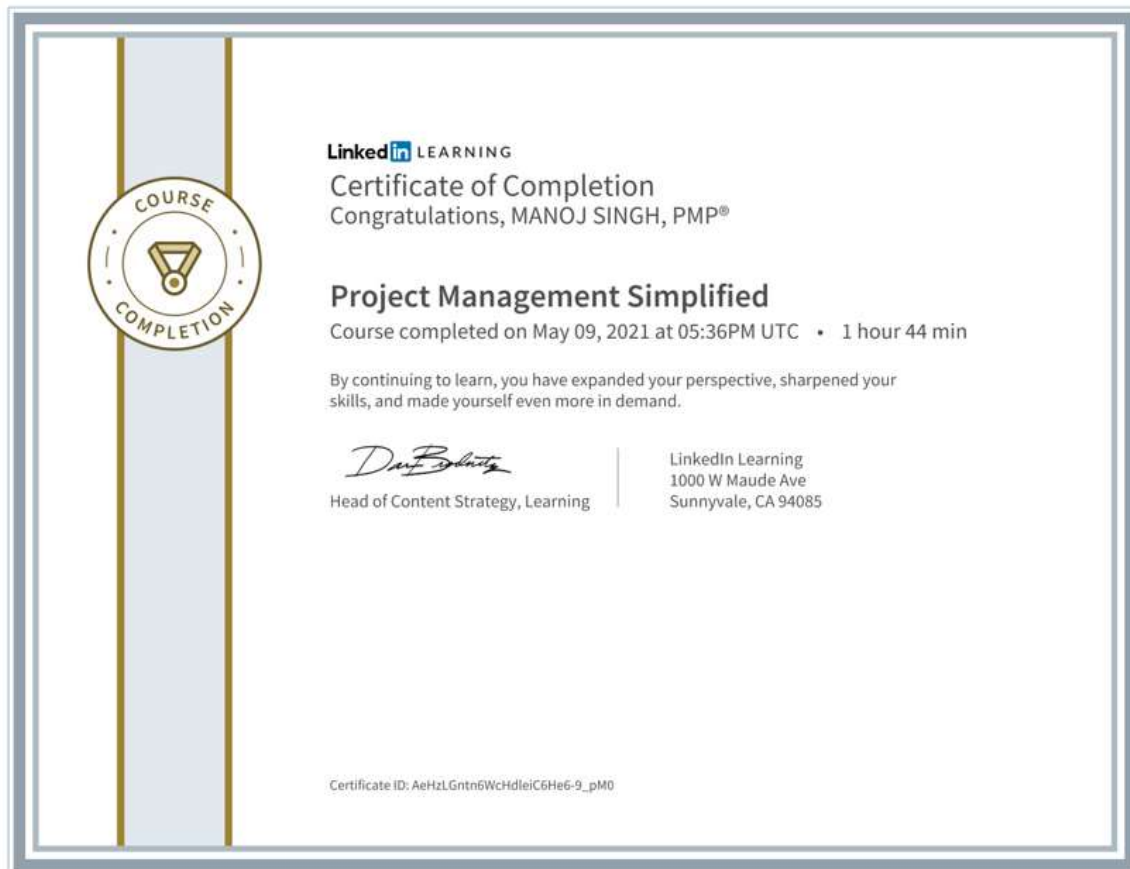 COURSE
COMPLETION
Linked in LEARNING
Certificate of Completion
Congratulations, MANOJ SINGH, PMP®
Project Management Simplified
Course completed on May 09, 2021 at 05:36PM UTC • 1 hour 44 min
By continuing to learn, you have expanded your perspective, sharpened your
skills, and made yourself even more in demand.
Head of Content Strategy, Learning
LinkedIn Learning
1000 W Maude Ave
Sunnyvale, CA 94085
Certificate ID: AeHzLGntn6WcHdleiC6He6-9_pM0